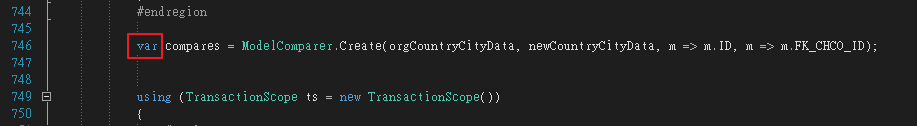 744 #endregion
745
746 var compares = ModelComparer.Create(orgCountryCityData, newCountryCityData, m => m.ID, m => m.FK_CHCO_ID);
747
748
749 using (TransactionScope ts = new TransactionScope())
750 {